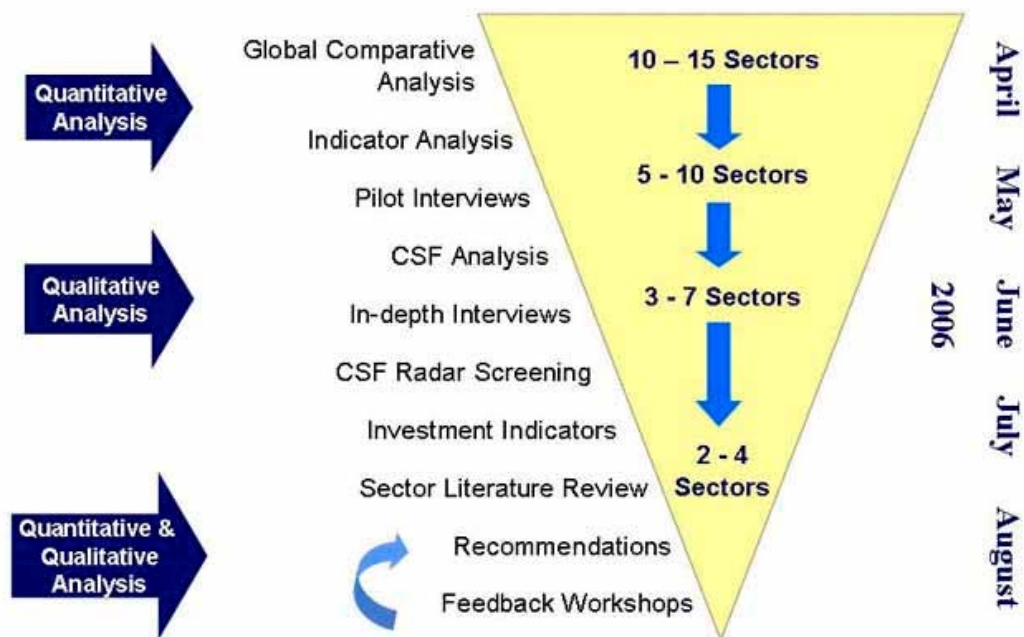 Quantitative
Analysis
Qualitative
Analysis
Quantitative &
Qualitative
Analysis
Global Comparative
Analysis
Indicator Analysis
Pilot Interviews
CSF Analysis
In-depth Interviews
CSF Radar Screening
Investment Indicators
Sector Literature Review
Recommendations
Feedback Workshops
10 – 15 Sectors
5 - 10 Sectors
3 - 7 Sectors
2 - 4
Sectors
April
May
June
July
August
2006